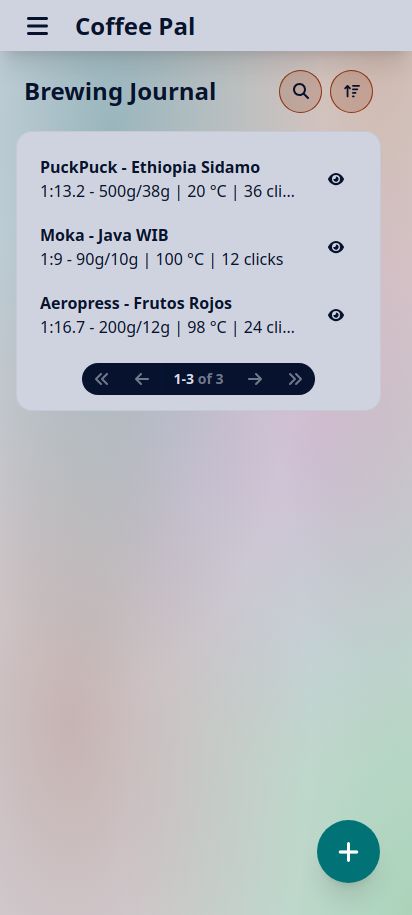 Coffee Pal
Brewing Journal
PuckPuck - Ethiopia Sidamo
1:13.2 - 500g/38g | 20 °C | 36 cli...
Moka - Java WIB
1:9 - 90g/10g | 100 °C | 12 clicks
Aeropress - Frutos Rojos
1:16.7 - 200g/12g | 98 °C | 24 cli...
1-3 of 3